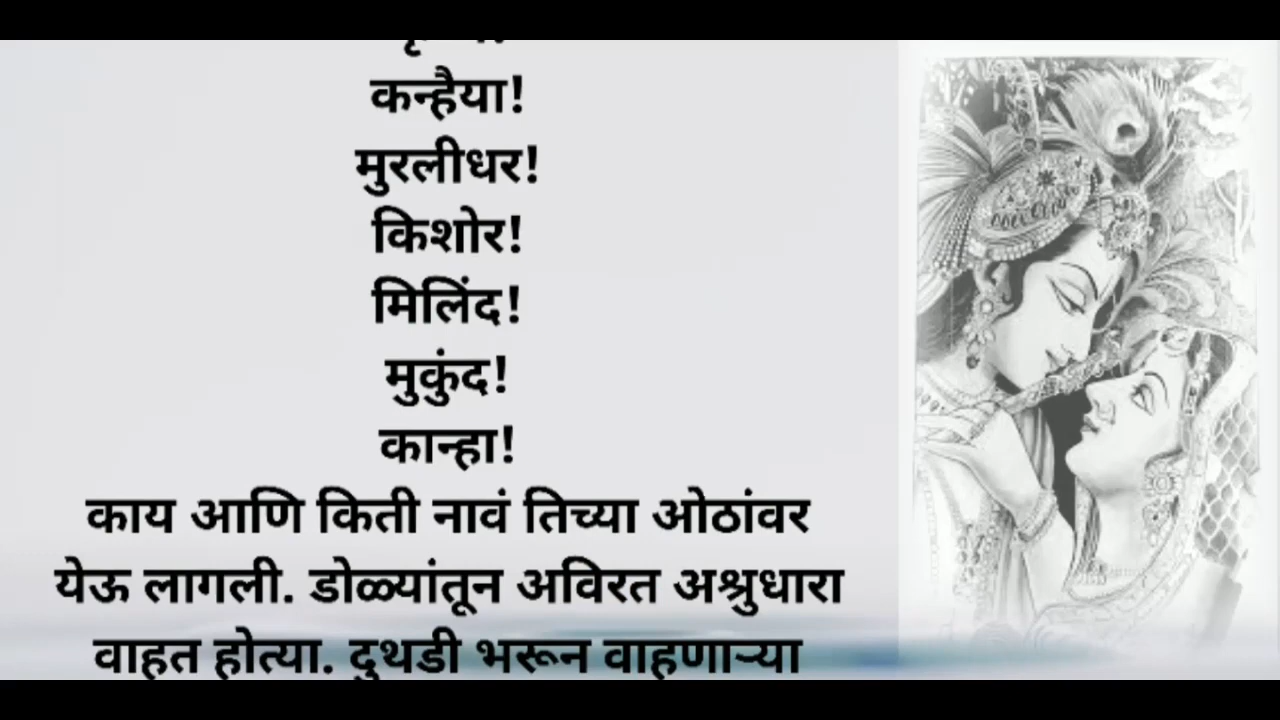 कन्हैया!
मुरलीधर!
किशोर!
मिलिंद!
मुकुंद!
कान्हा!
काय आणि किती नावं तिच्या ओठांवर
येऊ लागली. डोळ्यांतून अविरत अश्रुधारा
वाहत होत्या. दुथडी भरून वाहणाऱ्या